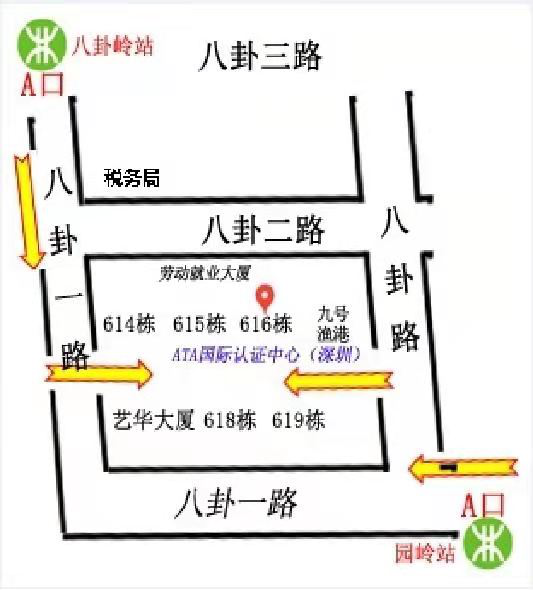 八卦岭站
A口
八卦三路
税务局
八卦一路
八卦二路
八卦路
劳动就业大厦
614栋 615栋 616栋
九号
渔港
ATA国际认证中心（深圳）
艺华大厦 618栋 619栋
八卦一路
A口
园岭站